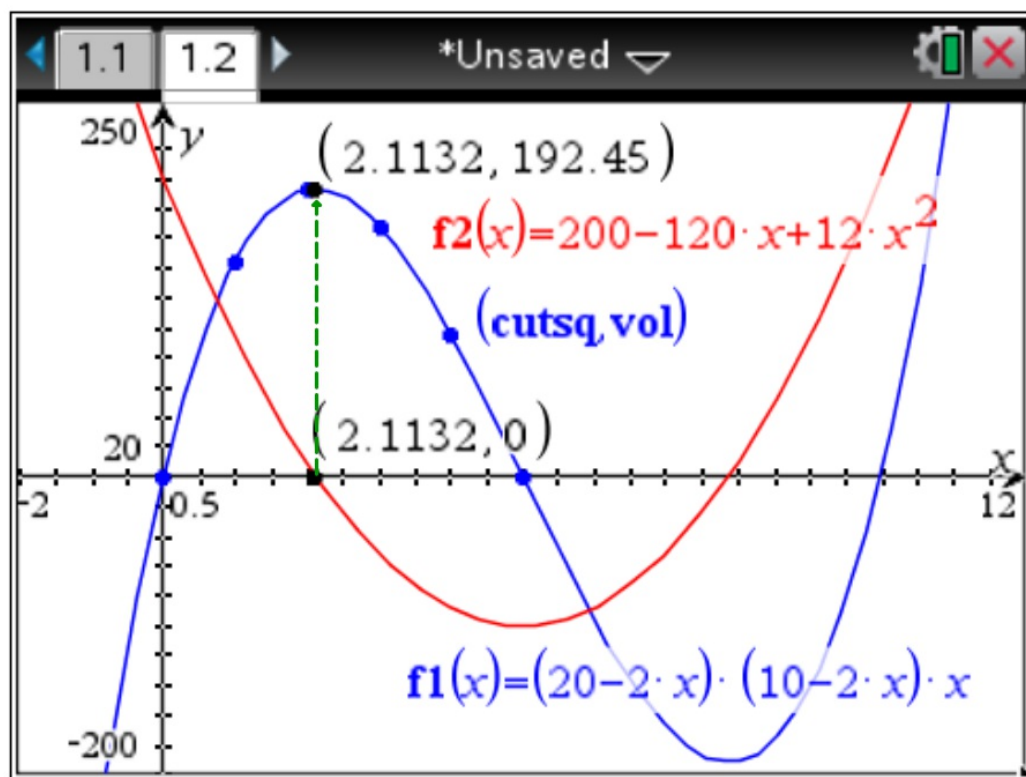 1.1 1.2 *Unsaved
250 y
(2.1132, 192.45)
f2(x)=200-120·x+12·x²
(cutsq,vol)
(2.1132, 0)
20
x
-2 0.5 12
f1(x)=(20-2·x)·(10-2·x)·x
-200